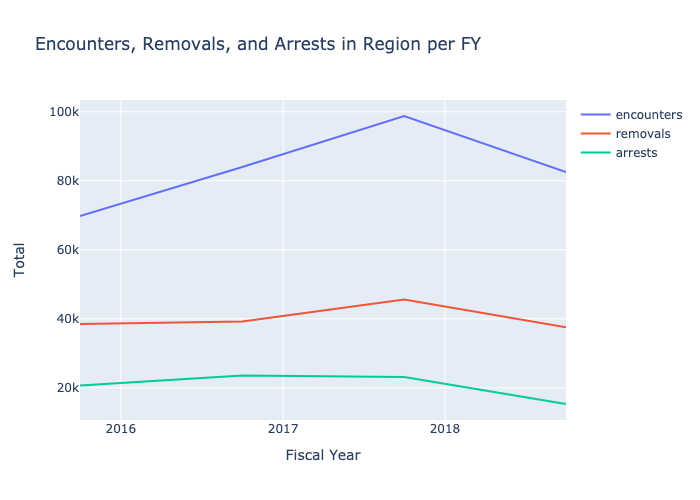 Encounters, Removals, and Arrests in Region per FY
100k
80k
60k
40k
20k
Total
2016
2017
2018
Fiscal Year
encounters
removals
arrests